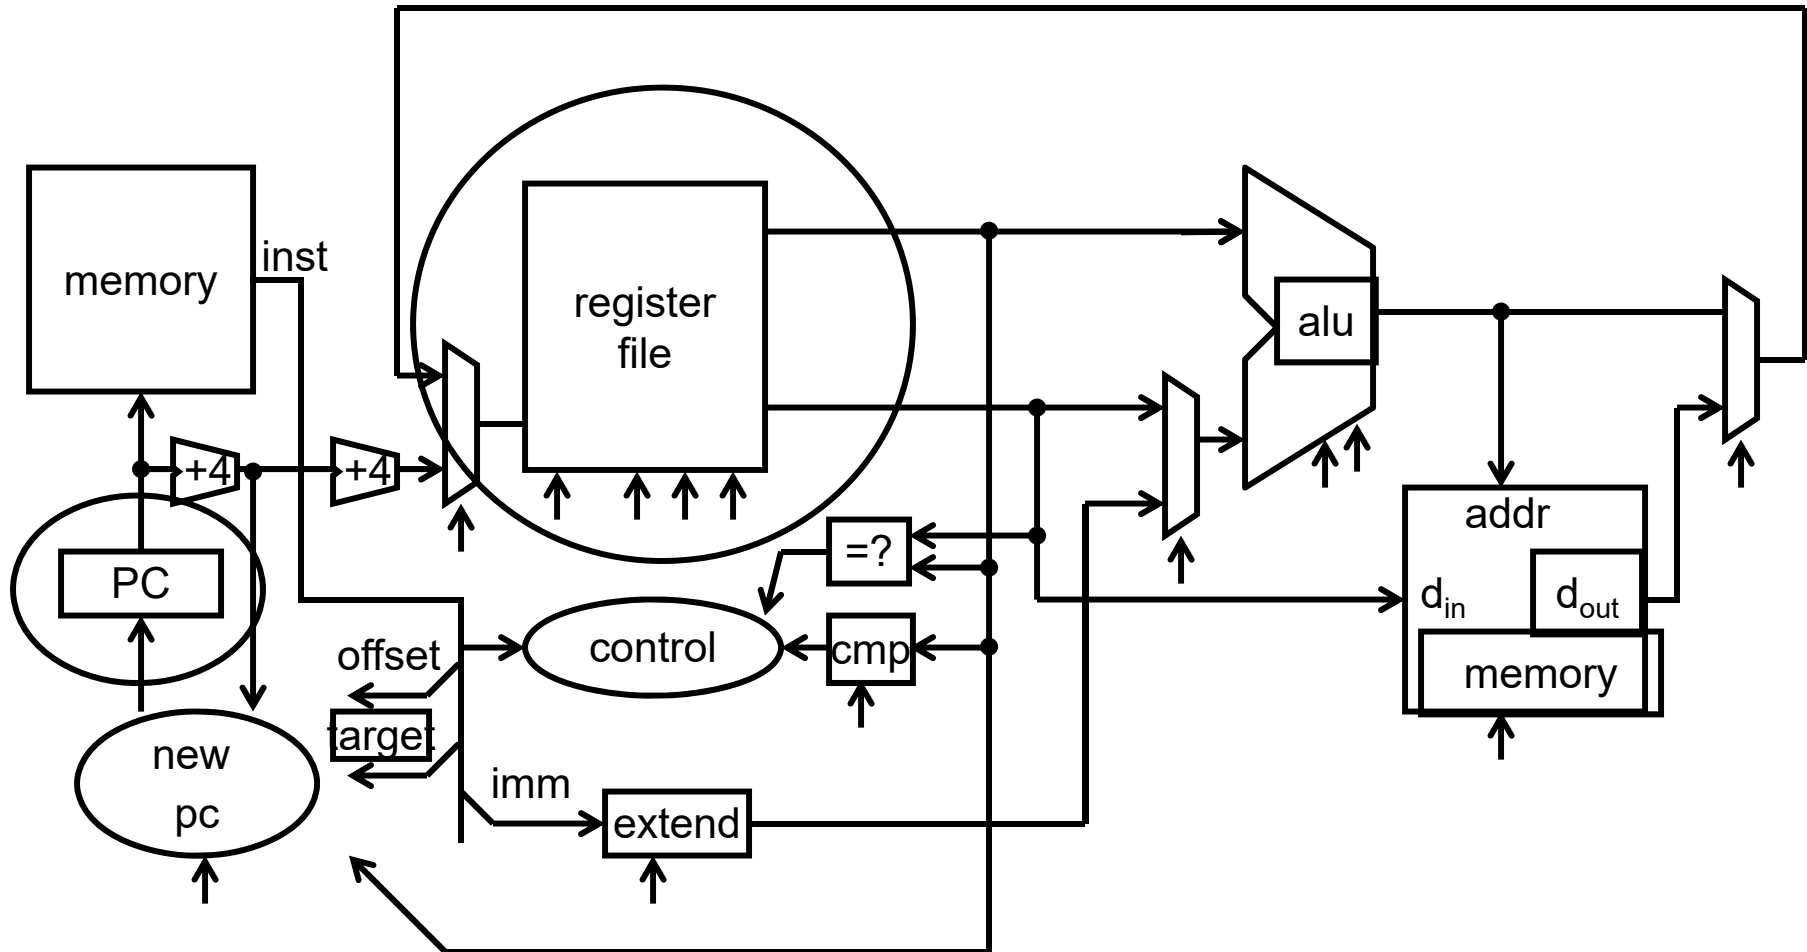 inst
memory
register
file
alu
+4
+4
addr
=?
PC
d_in
d_out
offset
control
cmp
memory
target
new
pc
imm
extend